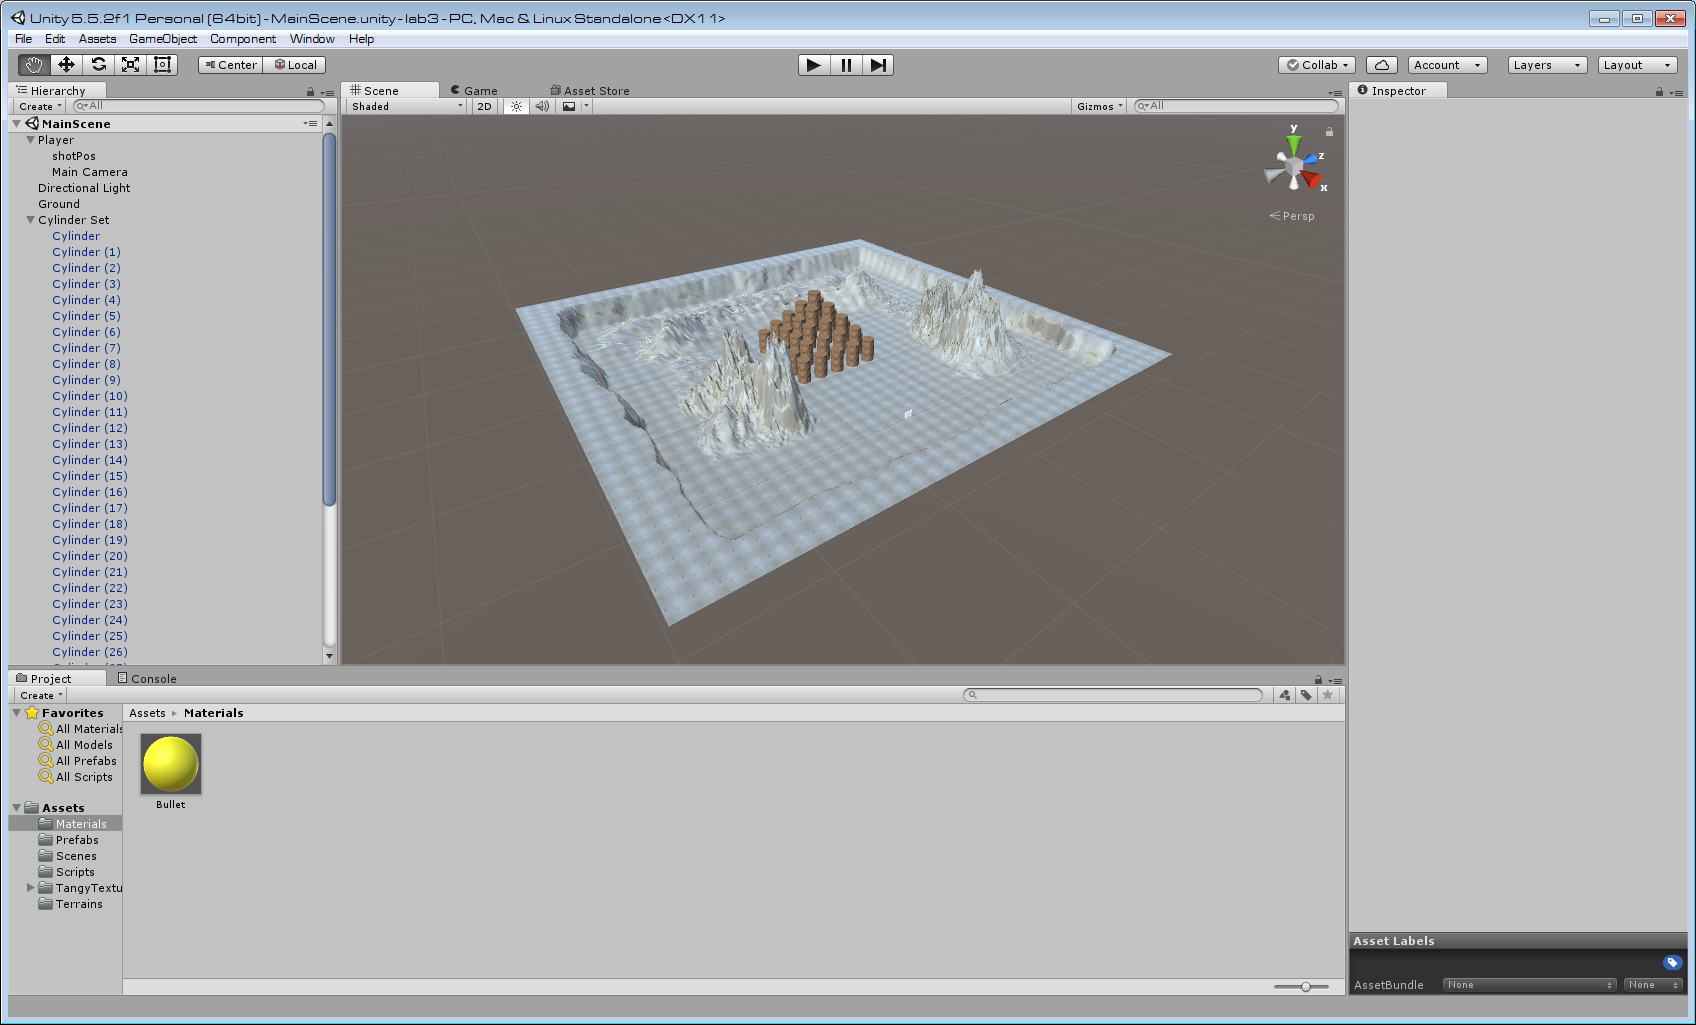 Unity 5.5.2f1 Personal (64bit) - MainScene.unity - lab3 - PC, Mac & Linux Standalone <DX11>
File Edit Assets GameObject Component Window Help
Center Local
Collab Account Layers Layout
Hierarchy
Create All
MainScene
Player
shotPos
Main Camera
Directional Light
Ground
Cylinder Set
Cylinder
Cylinder (1)
Cylinder (2)
Cylinder (3)
Cylinder (4)
Cylinder (5)
Cylinder (6)
Cylinder (7)
Cylinder (8)
Cylinder (9)
Cylinder (10)
Cylinder (11)
Cylinder (12)
Cylinder (13)
Cylinder (14)
Cylinder (15)
Cylinder (16)
Cylinder (17)
Cylinder (18)
Cylinder (19)
Cylinder (20)
Cylinder (21)
Cylinder (22)
Cylinder (23)
Cylinder (24)
Cylinder (25)
Cylinder (26)
Scene Game Asset Store
Shaded 2D Gizmos All
y
z
x
Persp
Inspector
Project Console
Create
Favorites
All Materials
All Models
All Prefabs
All Scripts
Assets
Materials
Prefabs
Scenes
Scripts
TangyTextu
Terrains
Assets Materials
Bullet
Asset Labels
AssetBundle None None